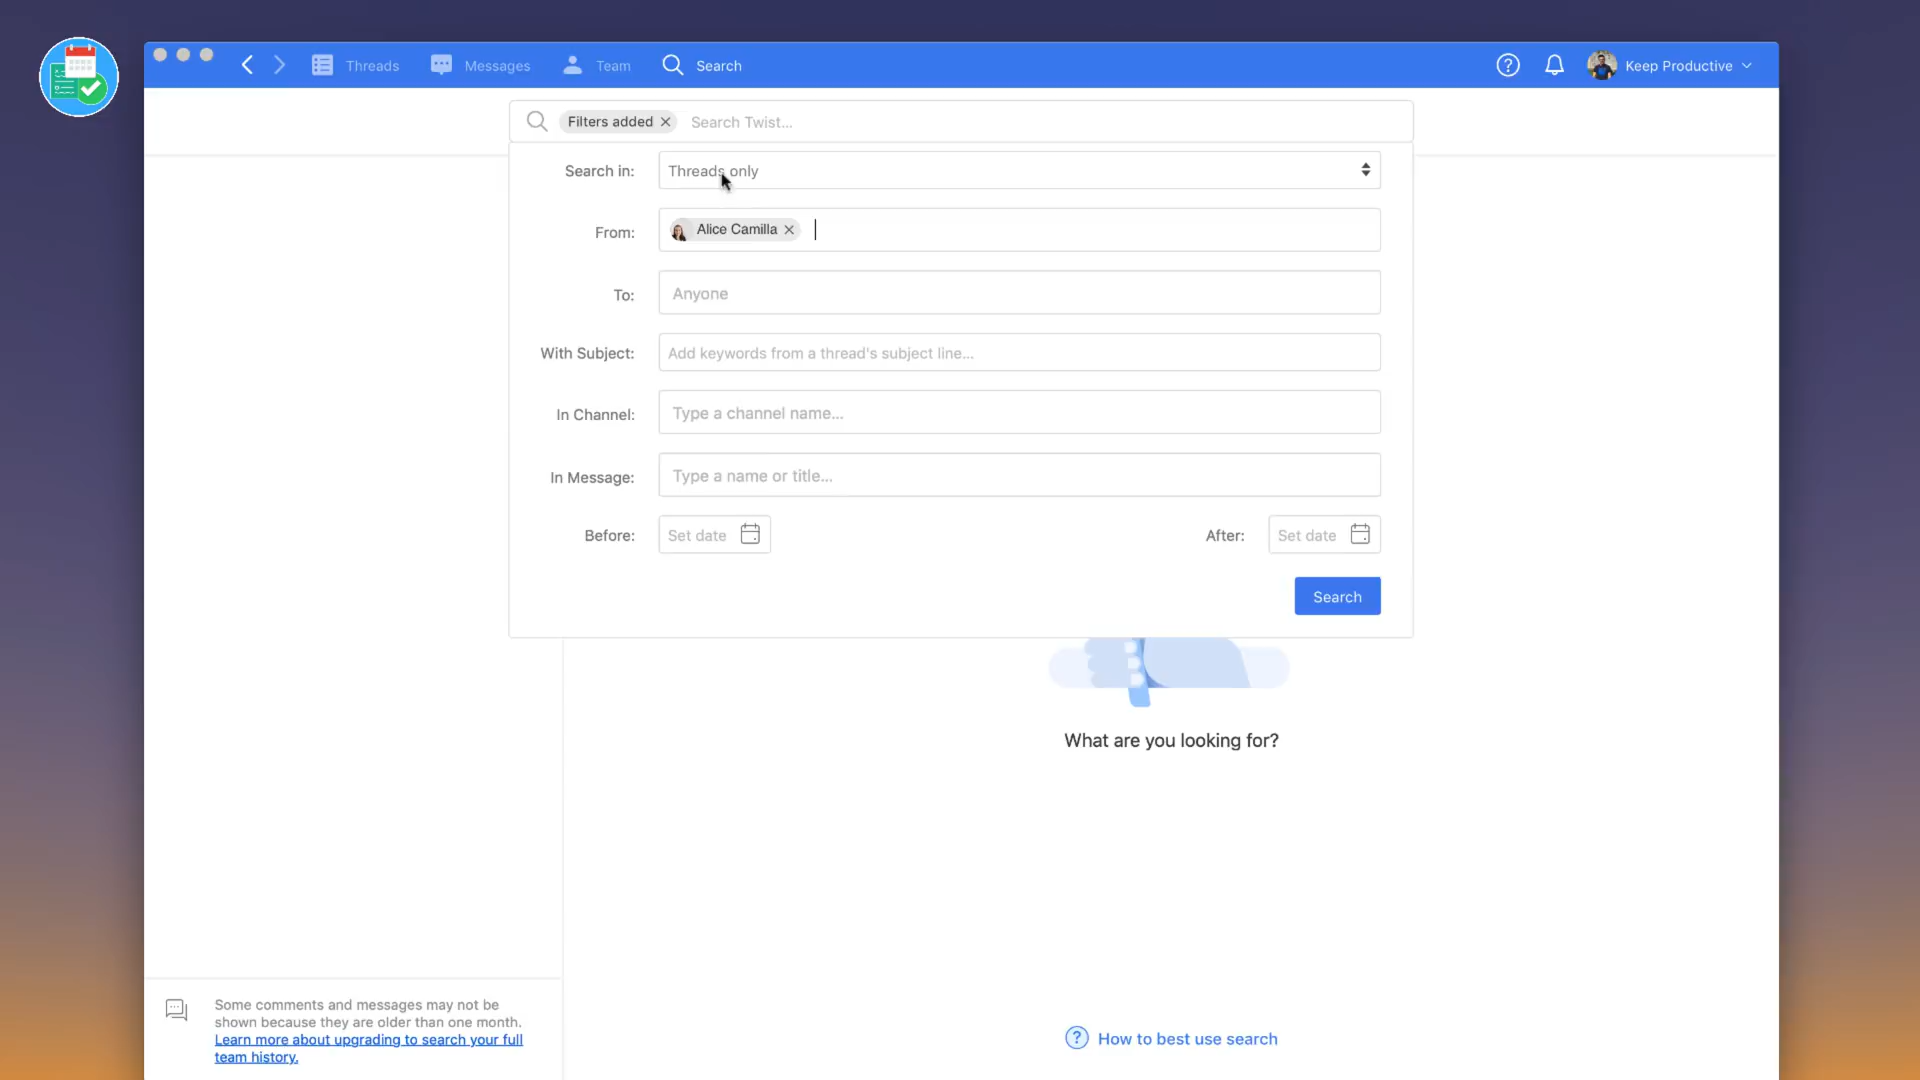 Threads
Messages
Team
Search
Keep Productive
Filters added
Search Twist...
Search in:
Threads only
From:
Alice Camilla
To:
Anyone
With Subject:
Add keywords from a thread's subject line...
In Channel:
Type a channel name...
In Message:
Type a name or title...
Before:
Set date
After:
Set date
Search
What are you looking for?
Some comments and messages may not be
shown because they are older than one month.
Learn more about upgrading to search your full
team history.
? How to best use search